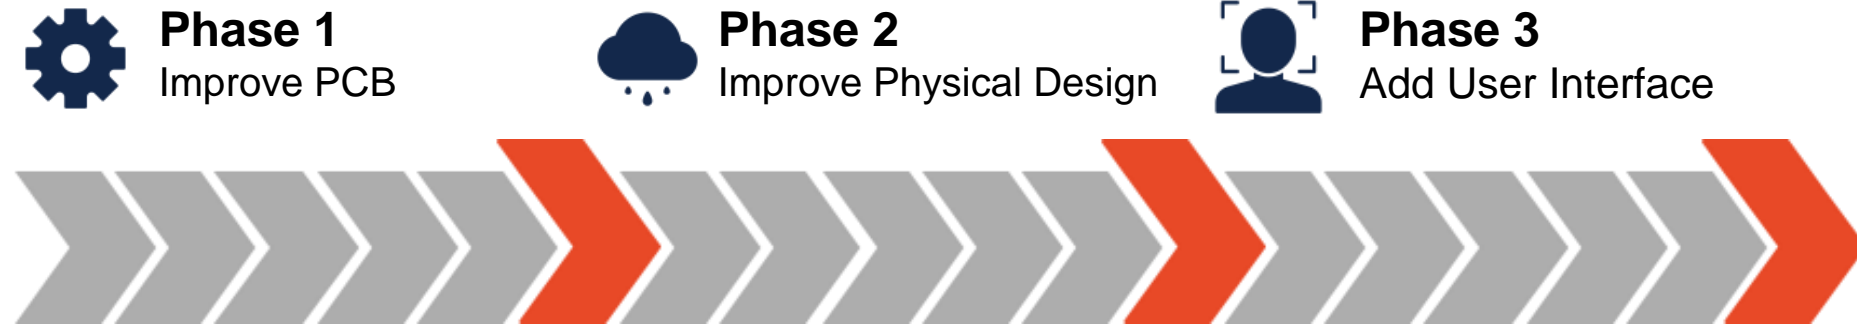 Phase 1
Improve PCB
Phase 2
Improve Physical Design
Phase 3
Add User Interface